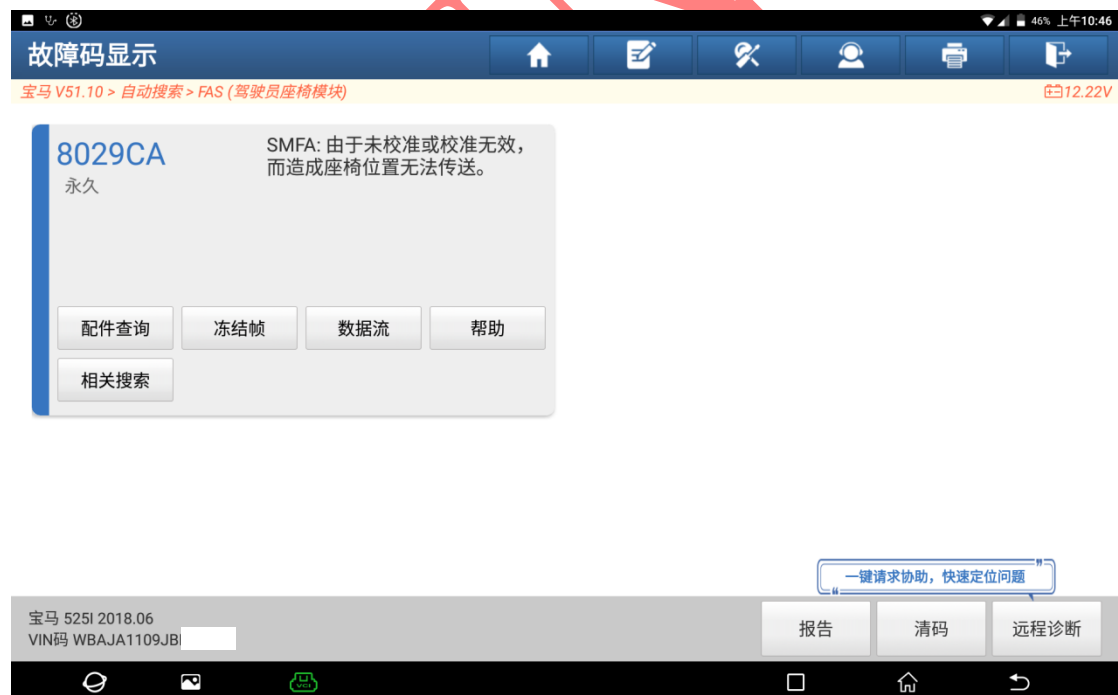 46% 上午10:46
故障码显示
宝马 V51.10 > 自动搜索 > FAS (驾驶员座椅模块)
12.22V
8029CA
永久
SMFA: 由于未校准或校准无效，
而造成座椅位置无法传送。
配件查询
冻结帧
数据流
帮助
相关搜索
一键请求协助，快速定位问题
宝马 525I 2018.06
VIN码 WBAJA1109JB
报告
清码
远程诊断
VCI